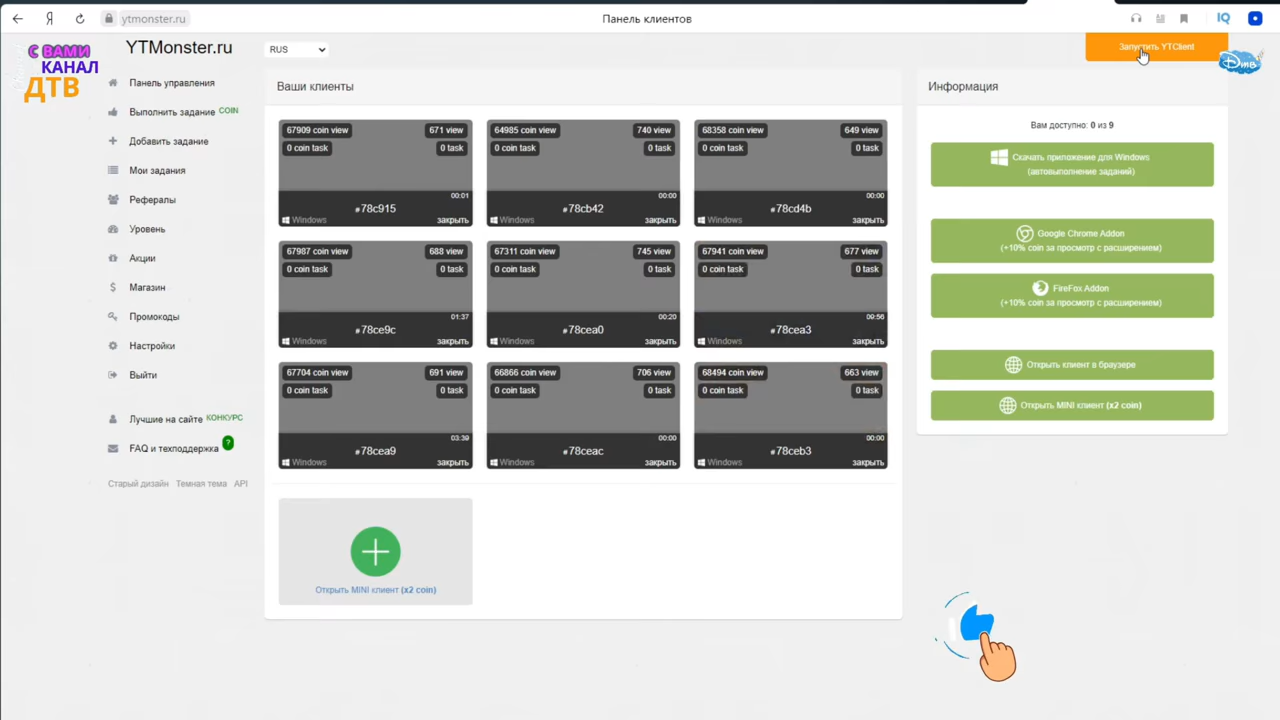 ytmonster.ru
Панель клиентов
С ВАМИ
КАНАЛ
ДТВ
YTMonster.ru
RUS
Запустить YTClient
Дтв
Панель управления
Выполнить задание COIN
Добавить задание
Мои задания
Рефералы
Уровень
Акции
Магазин
Промокоды
Настройки
Выйти
Лучшие на сайте КОНКУРС
FAQ и техподдержка ?
Старый дизайн Темная тема API
Ваши клиенты
67909 coin view 671 view
0 coin task 0 task
00:01
#78c915
Windows закрыть
64985 coin view 740 view
0 coin task 0 task
00:00
#78cb42
Windows закрыть
68358 coin view 649 view
0 coin task 0 task
00:00
#78cd4b
Windows закрыть
67987 coin view 688 view
0 coin task 0 task
01:37
#78ce9c
Windows закрыть
67311 coin view 745 view
0 coin task 0 task
00:20
#78cea0
Windows закрыть
67941 coin view 677 view
0 coin task 0 task
09:56
#78cea3
Windows закрыть
67704 coin view 691 view
0 coin task 0 task
03:39
#78cea9
Windows закрыть
66866 coin view 706 view
0 coin task 0 task
00:00
#78ceac
Windows закрыть
68494 coin view 663 view
0 coin task 0 task
00:00
#78ceb3
Windows закрыть
Открыть MINI клиент (x2 coin)
Информация
Вам доступно: 0 из 9
Скачать приложение для Windows
(автовыполнение заданий)
Google Chrome Addon
(+10% coin за просмотр с расширением)
FireFox Addon
(+10% coin за просмотр с расширением)
Открыть клиент в браузере
Открыть MINI клиент (x2 coin)